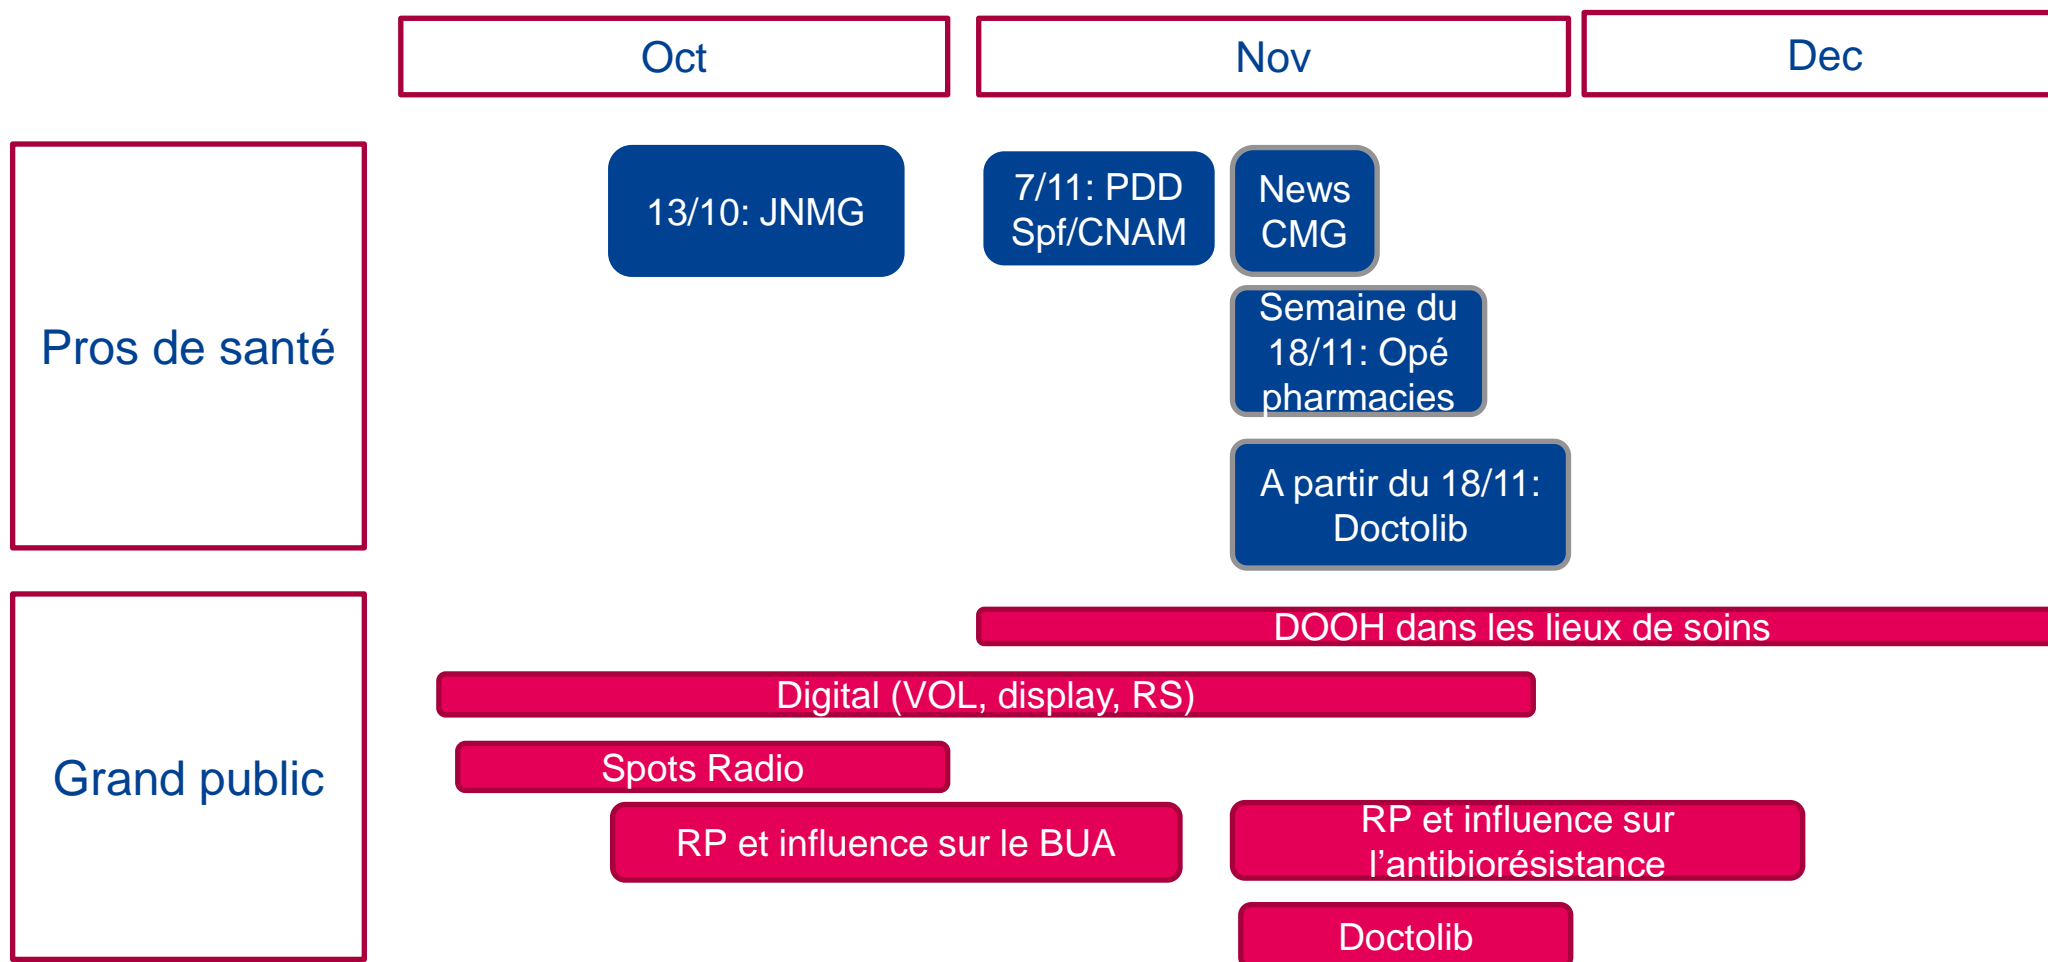 Oct
Nov
Dec
Pros de santé
13/10: JNMG
7/11: PDD
Spf/CNAM
News
CMG
Semaine du
18/11: Opé
pharmacies
A partir du 18/11:
Doctolib
Grand public
DOOH dans les lieux de soins
Digital (VOL, display, RS)
Spots Radio
RP et influence sur le BUA
RP et influence sur
l’antibiorésistance
Doctolib